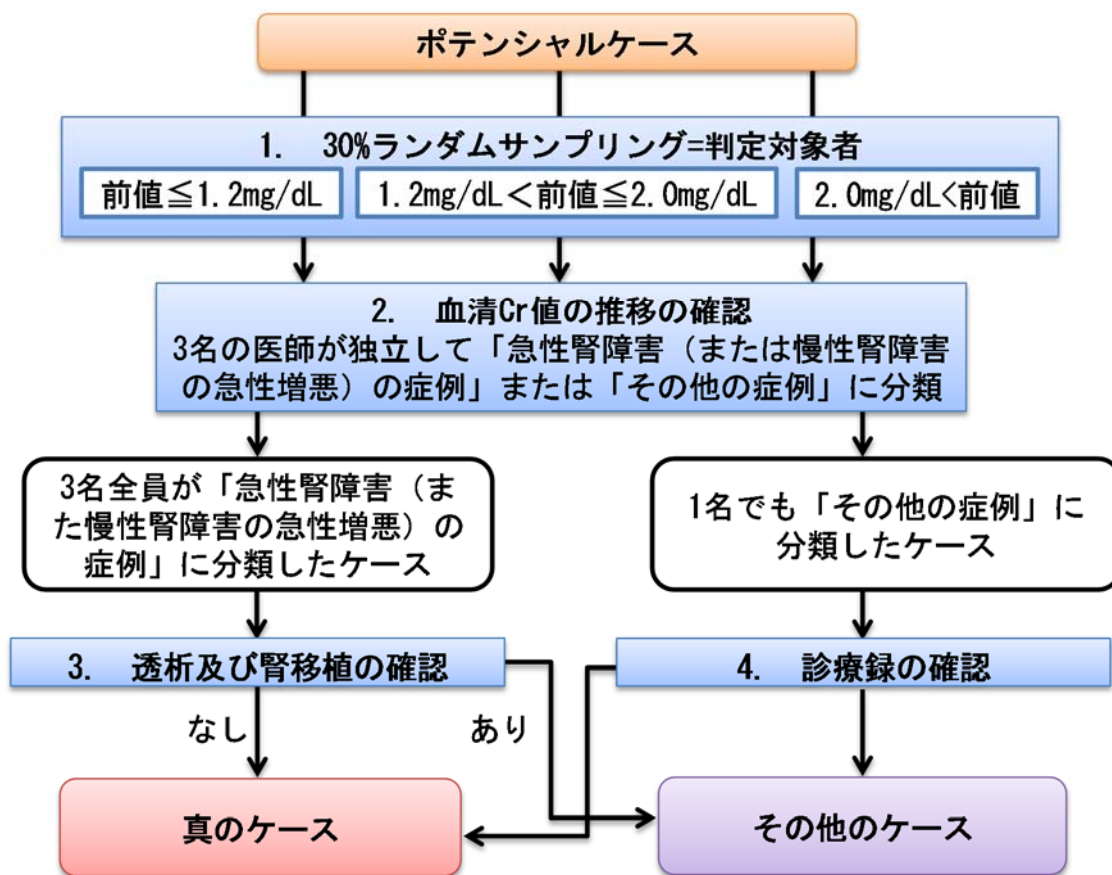 ポテンシャルケース
1. 30%ランダムサンプリング=判定対象者
前値≦1.2mg/dL
1.2mg/dL＜前値≦2.0mg/dL
2.0mg/dL<前値
2. 血清Cr値の推移の確認
3名の医師が独立して「急性腎障害（または慢性腎障害
の急性増悪）の症例」または「その他の症例」に分類
3名全員が「急性腎障害（ま
た慢性腎障害の急性増悪）の
症例」に分類したケース
1名でも「その他の症例」に
分類したケース
3. 透析及び腎移植の確認
4. 診療録の確認
なし
あり
真のケース
その他のケース